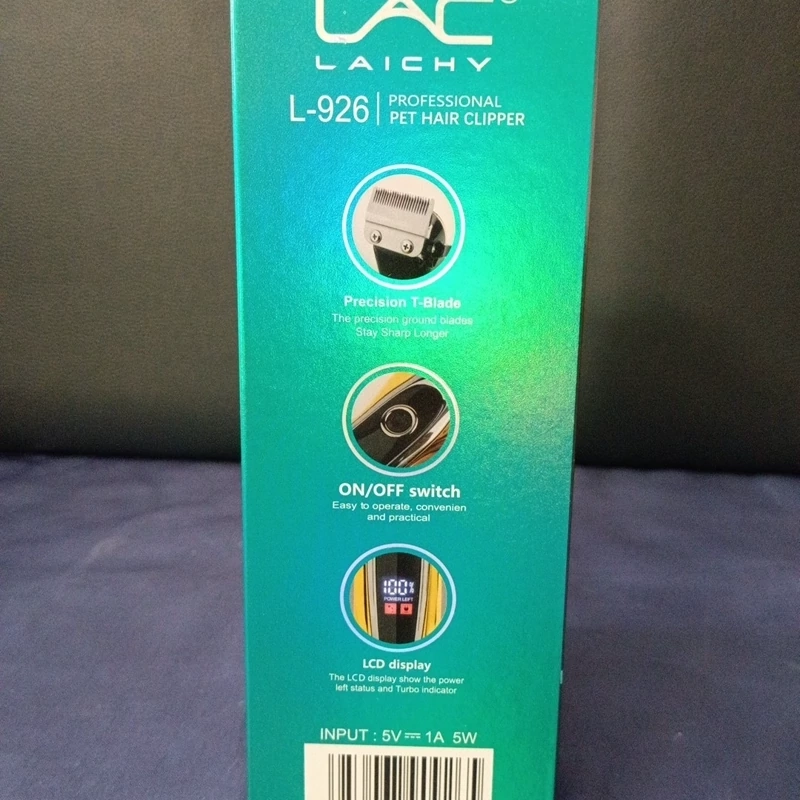 LAC
LAICHY
L-926 PROFESSIONAL
PET HAIR CLIPPER
Precision T-Blade
The precision ground blades
Stay Sharp Longer
ON/OFF switch
Easy to operate, convenien
and practical
100%
POWER LEFT
LCD display
The LCD display show the power
left status and Turbo indicator
INPUT : 5V⎓1A 5W